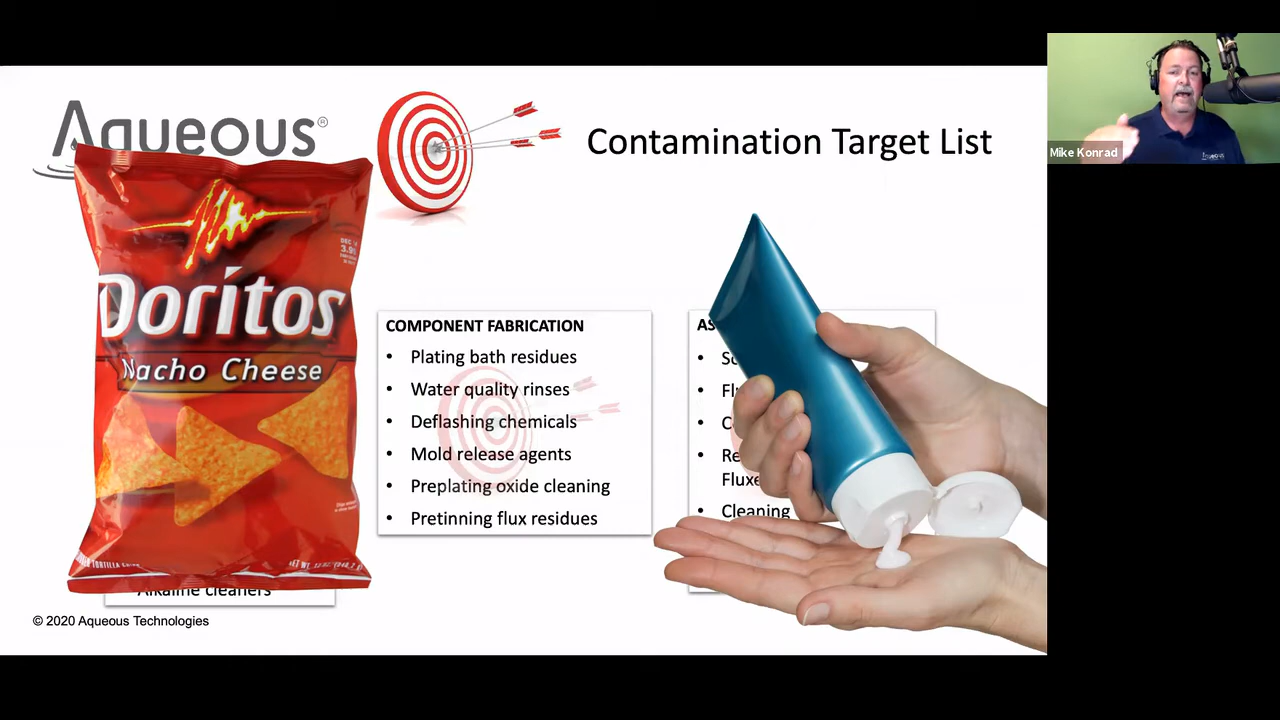 Aqueous®
Contamination Target List
Mike Konrad
Doritos
Nacho Cheese
COMPONENT FABRICATION
• Plating bath residues
• Water quality rinses
• Deflashing chemicals
• Mold release agents
• Preplating oxide cleaning
• Pretinning flux residues
Cleaning
Alkaline cleaners
© 2020 Aqueous Technologies